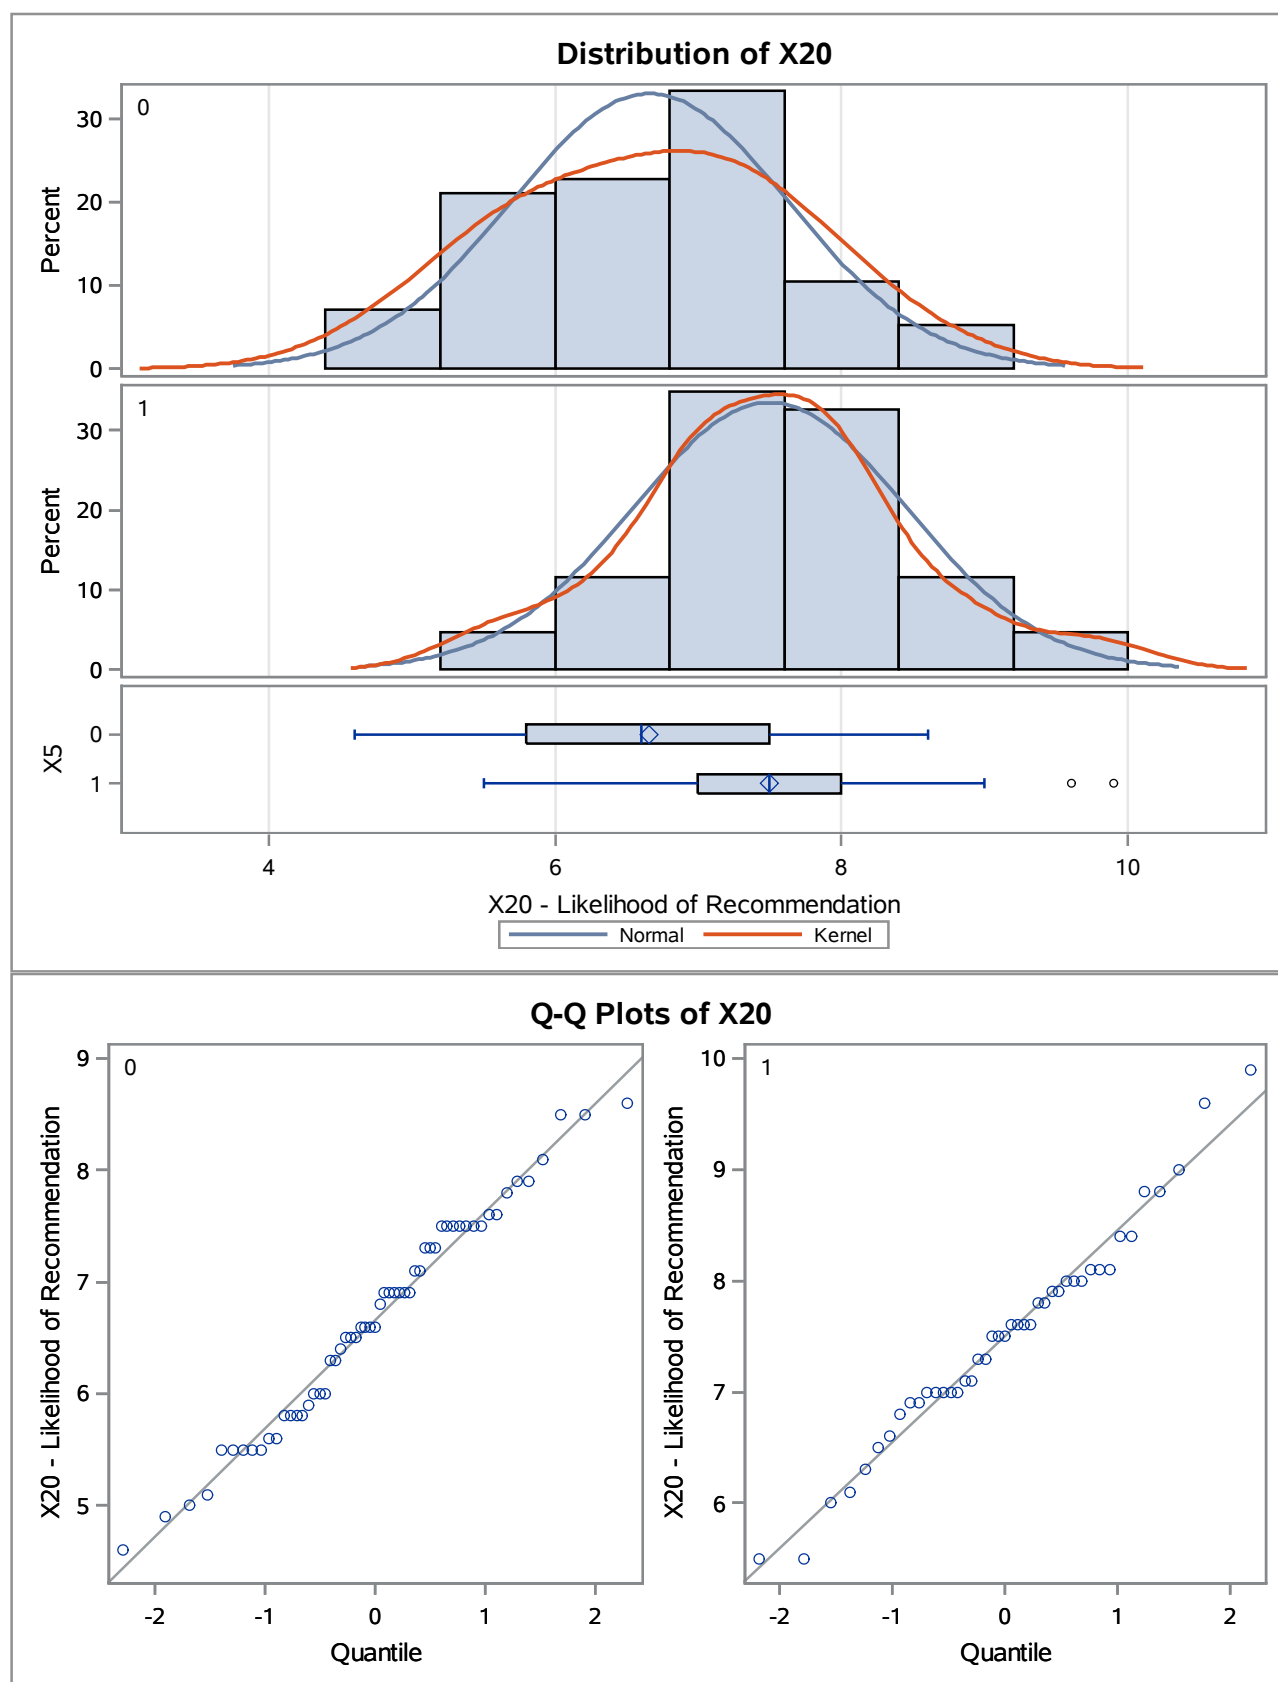 Distribution of X20
0
30
20
10
0
Percent
1
30
20
10
0
Percent
0
1
X5
4 6 8 10
X20 - Likelihood of Recommendation
Normal Kernel
Q-Q Plots of X20
0
9
8
7
6
5
X20 - Likelihood of Recommendation
-2 -1 0 1 2
Quantile
1
10
9
8
7
6
X20 - Likelihood of Recommendation
-2 -1 0 1 2
Quantile